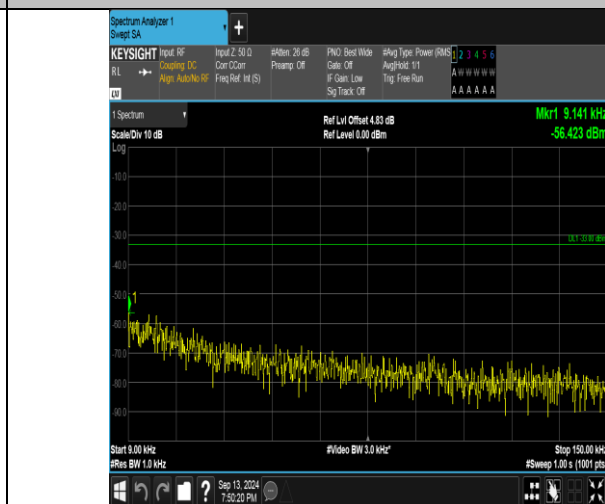 Spectrum Analyzer 1
Swept SA
+
KEYSIGHT Input: RF Input Z: 50 Ω #Atten: 26 dB PNO: Best Wide #Avg Type: Power (RMS 1 2 3 4 5 6
RL Coupling: DC Corr CCorr Preamp: Off Gate: Off Avg|Hold: 1/1 A W W W W W
Align: Auto/No RF Freq Ref: Int (S) IF Gain: Low Trig: Free Run
LXI Sig Track: Off A A A A A A
1 Spectrum Ref Lvl Offset 4.83 dB Mkr1 9.141 kHz
Scale/Div 10 dB Ref Level 0.00 dBm -56.423 dBm
Log
-10.0
-20.0
-30.0
DL1 -33.00 dBm
-40.0
-50.0
1
-60.0
-70.0
-80.0
-90.0
Start 9.00 kHz #Video BW 3.0 kHz* Stop 150.00 kHz
#Res BW 1.0 kHz #Sweep 1.00 s (1001 pts
? Sep 13, 2024
7:50:20 PM